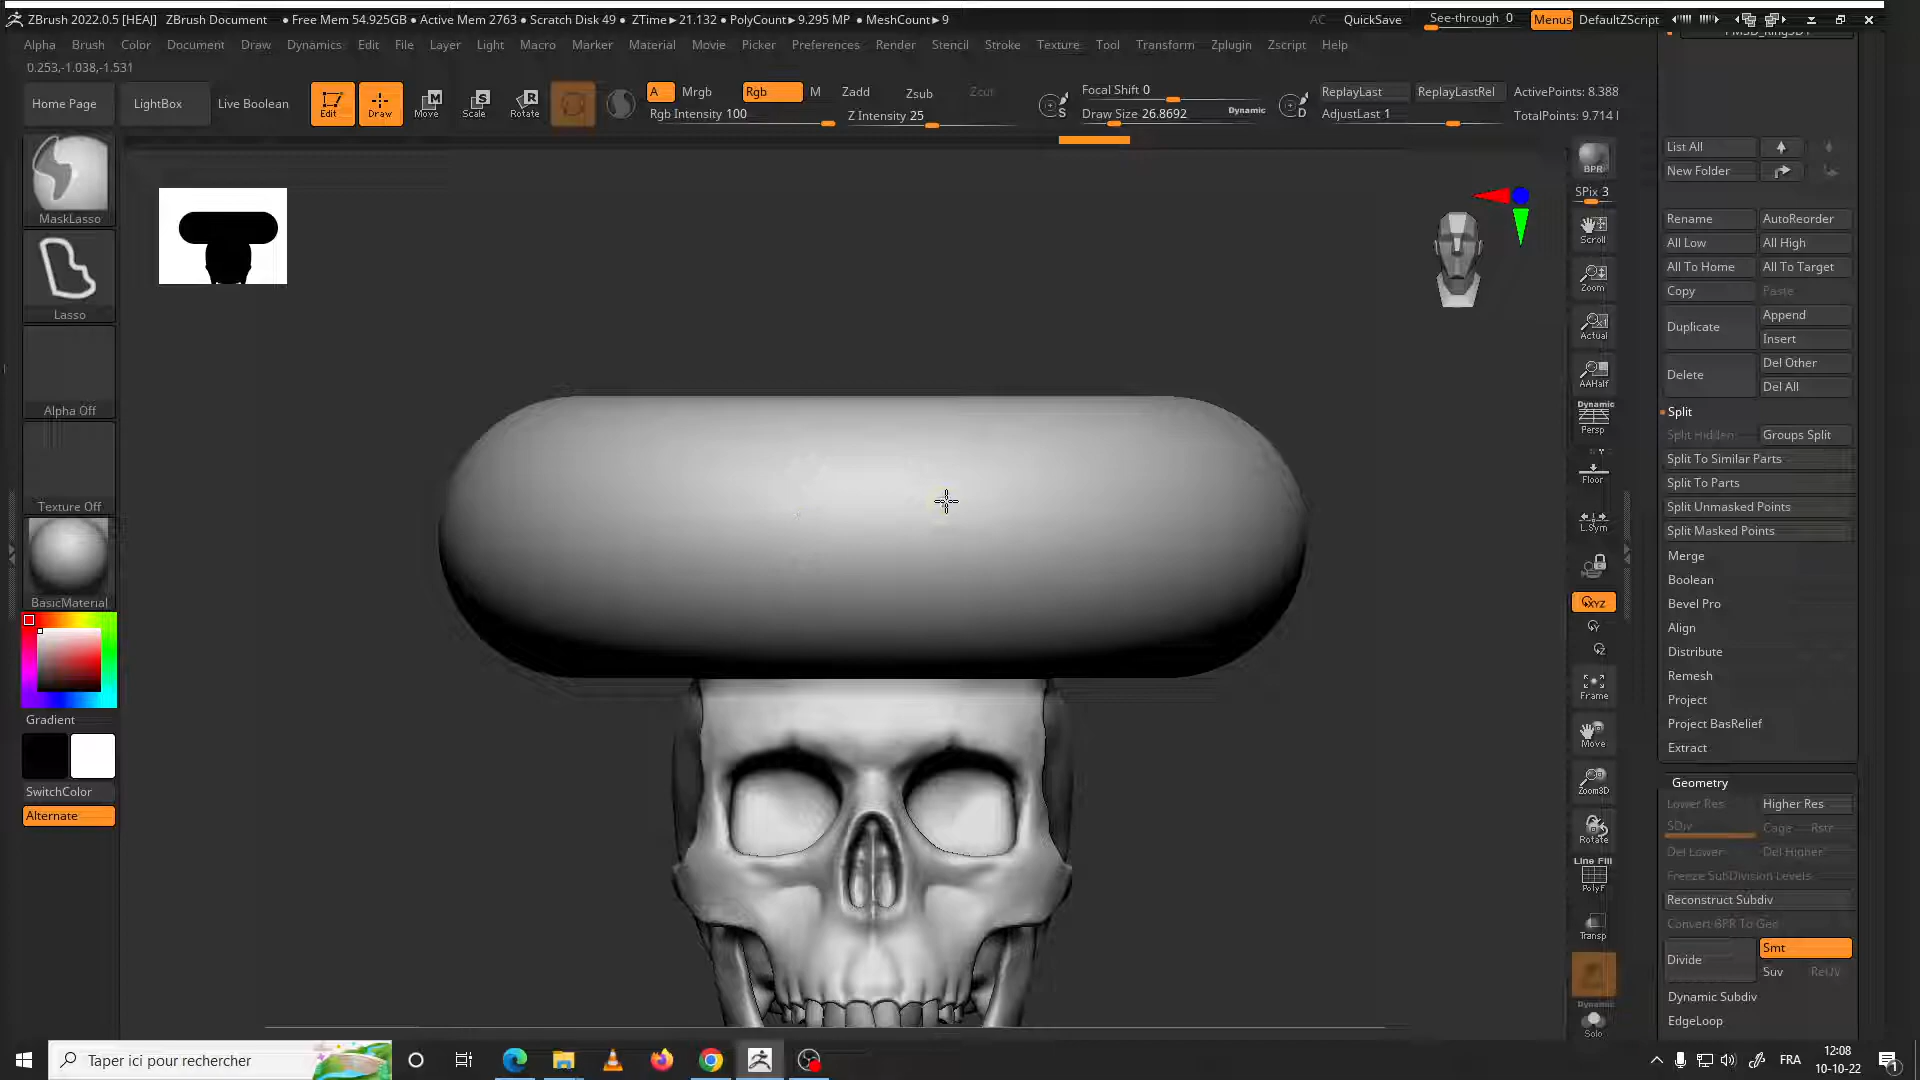 ZBrush 2022.0.5 [HEAJ] ZBrush Document • Free Mem 54.925GB • Active Mem 2763 • Scratch Disk 49 • ZTime►21.132 • PolyCount►9.295 MP • MeshCount►9 AC QuickSave See-through 0 Menus DefaultZScript
Alpha Brush Color Document Draw Dynamics Edit File Layer Light Macro Marker Material Movie Picker Preferences Render Stencil Stroke Texture Tool Transform Zplugin Zscript Help
0.253,-1.038,-1.531
Home Page LightBox Live Boolean Edit Draw Move Scale Rotate
A Mrgb Rgb M Zadd Zsub Zcut
Rgb Intensity 100 Z Intensity 25
Focal Shift 0
Draw Size 26.8692 Dynamic
S D
ReplayLast ReplayLastRel ActivePoints: 8.388
AdjustLast 1 TotalPoints: 9.714
MaskLasso
Lasso
Alpha Off
Texture Off
BasicMaterial
Gradient
SwitchColor
Alternate
BPR
SPix 3
Scroll
Zoom
Actual
AAHalf
Dynamic
Persp
Floor
L.Sym
XYZ
Y
Z
Frame
Move
Zoom3D
Rotate
Line Fill
PolyF
Transp
Dynamic
Solo
List All
New Folder
Rename AutoReorder
All Low All High
All To Home All To Target
Copy Paste
Duplicate Append
Insert
Delete Del Other
Del All
Split
Split Hidden Groups Split
Split To Similar Parts
Split To Parts
Split Unmasked Points
Split Masked Points
Merge
Boolean
Bevel Pro
Align
Distribute
Remesh
Project
Project BasRelief
Extract
Geometry
Lower Res Higher Res
SDiv Cage Rstr
Del Lower Del Higher
Freeze SubDivision Levels
Reconstruct Subdiv
Convert BPR To Geo
Divide Smt
Suv ReUV
Dynamic Subdiv
EdgeLoop
Taper ici pour rechercher
FRA
12:08
10-10-22
1